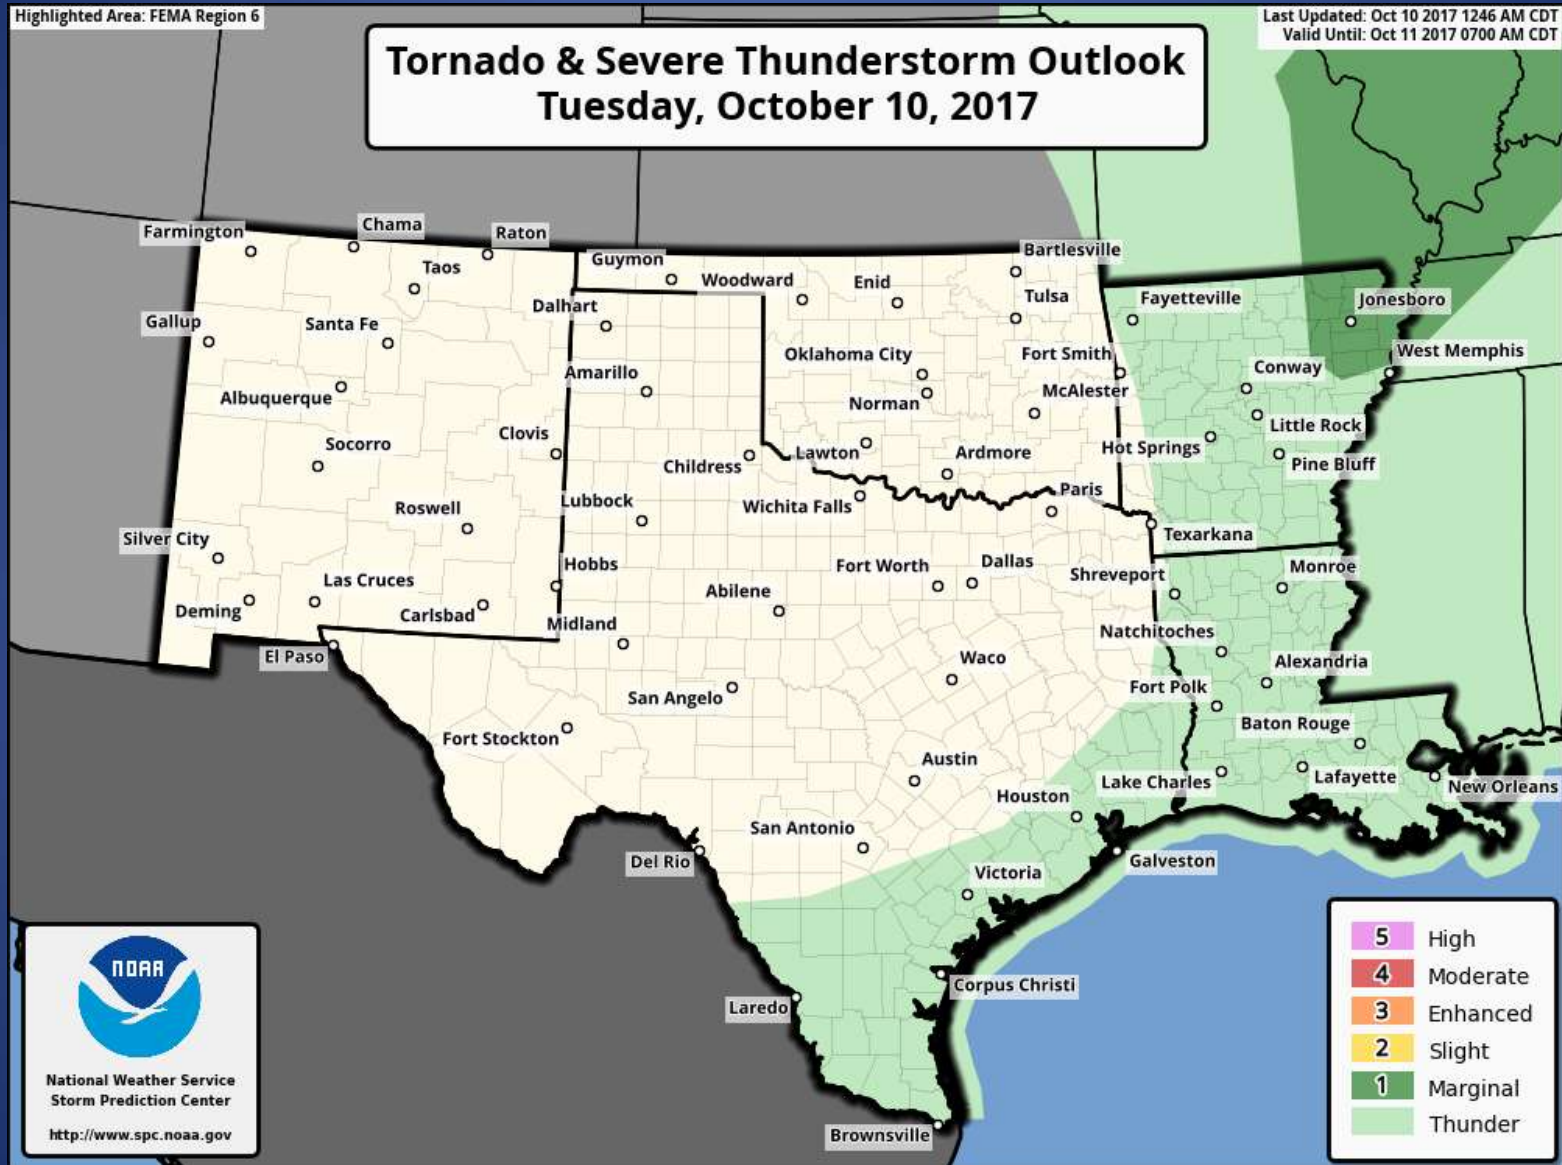 Highlighted Area: FEMA Region 6
Last Updated: Oct 10 2017 1246 AM CDT
Valid Until: Oct 11 2017 0700 AM CDT
Tornado & Severe Thunderstorm Outlook
Tuesday, October 10, 2017
Farmington
Chama
Raton
Taos
Guymon
Woodward
Enid
Bartlesville
Tulsa
Fayetteville
Jonesboro
Gallup
Santa Fe
Dalhart
Oklahoma City
Fort Smith
West Memphis
Amarillo
Conway
Albuquerque
Norman
McAlester
Little Rock
Socorro
Clovis
Childress
Lawton
Ardmore
Hot Springs
Pine Bluff
Roswell
Lubbock
Wichita Falls
Paris
Texarkana
Silver City
Las Cruces
Hobbs
Abilene
Fort Worth
Dallas
Shreveport
Monroe
Deming
Carlsbad
Midland
Natchitoches
El Paso
Waco
Alexandria
San Angelo
Fort Polk
Fort Stockton
Baton Rouge
Austin
Lake Charles
Lafayette
New Orleans
Houston
San Antonio
Del Rio
Galveston
Victoria
Corpus Christi
Laredo
Brownsville
NOAA
National Weather Service
Storm Prediction Center
http://www.spc.noaa.gov
5 High
4 Moderate
3 Enhanced
2 Slight
1 Marginal
Thunder